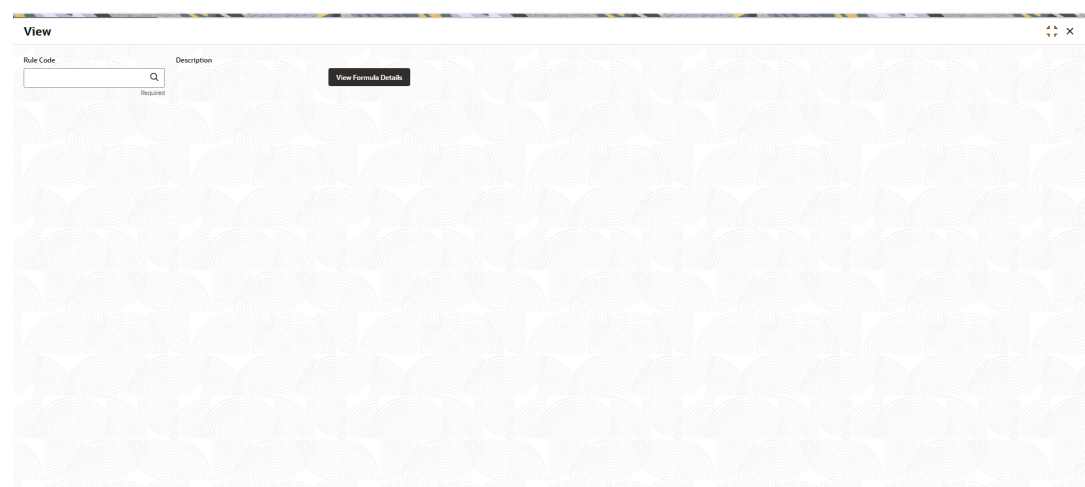 View
Rule Code
Description
View Formula Details
Required